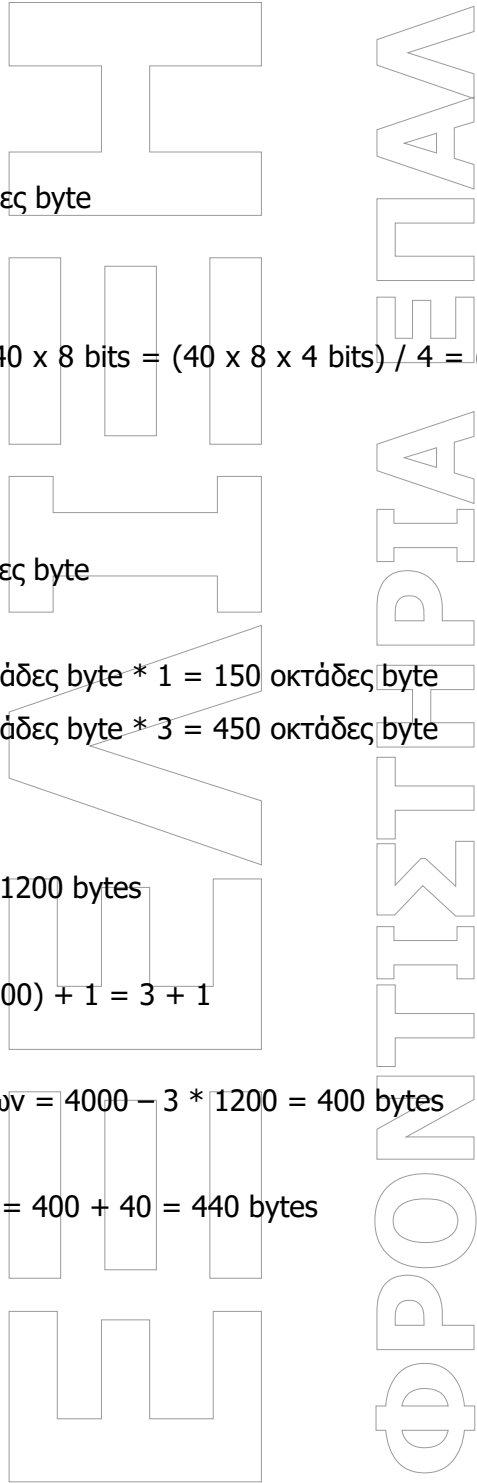 ες byte
40 x 8 bits = (40 x 8 x 4 bits) / 4 =
ες byte
άδες byte * 1 = 150 οκτάδες byte
άδες byte * 3 = 450 οκτάδες byte
1200 bytes
00) + 1 = 3 + 1
ων = 4000 – 3 * 1200 = 400 bytes
= 400 + 40 = 440 bytes
ΦΡΟΝΤΙΣΤΗΡΙΑ ΕΠΑΛ